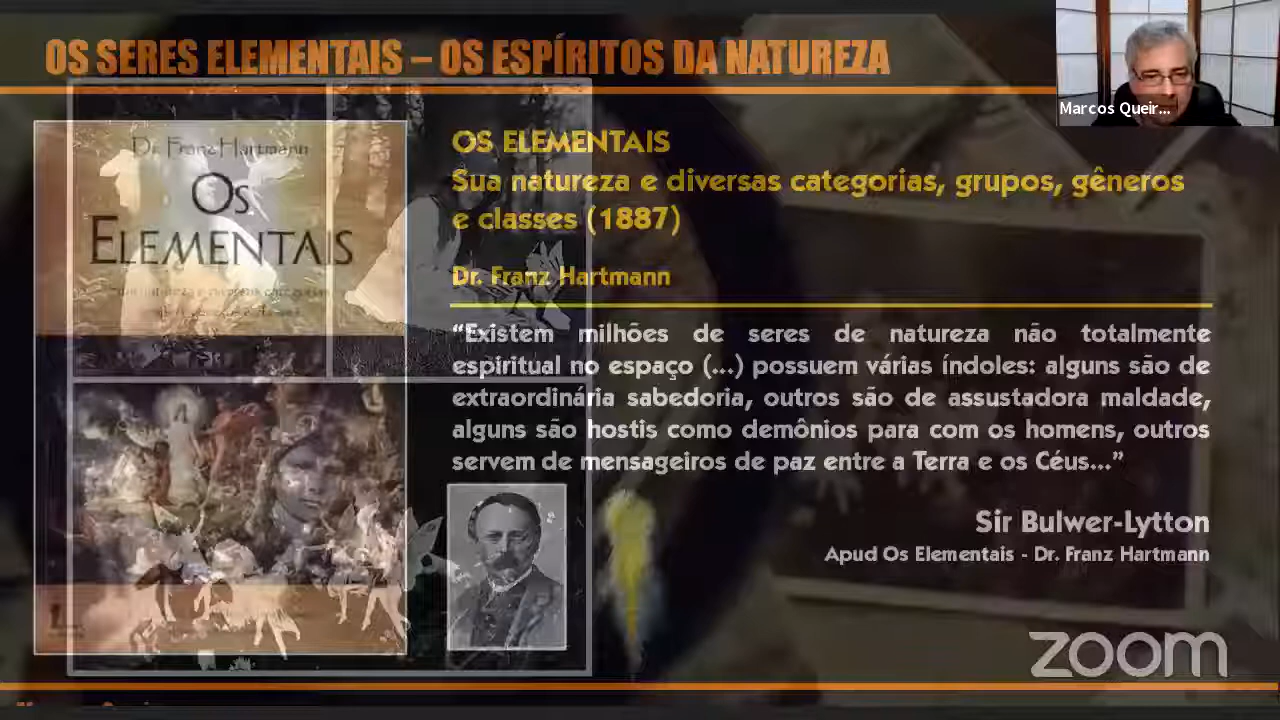 OS SERES ELEMENTAIS – OS ESPÍRITOS DA NATUREZA
Marcos Queir...
Dr. Franz Hartmann
OS
ELEMENTAIS
OS ELEMENTAIS
Sua natureza e diversas categorias, grupos, gêneros
e classes (1887)
Dr. Franz Hartmann
“Existem milhões de seres de natureza não totalmente
espiritual no espaço (...) possuem várias índoles: alguns são de
extraordinária sabedoria, outros são de assustadora maldade,
alguns são hostis como demônios para com os homens, outros
servem de mensageiros de paz entre a Terra e os Céus...”
Sir Bulwer-Lytton
Apud Os Elementais - Dr. Franz Hartmann
zoom